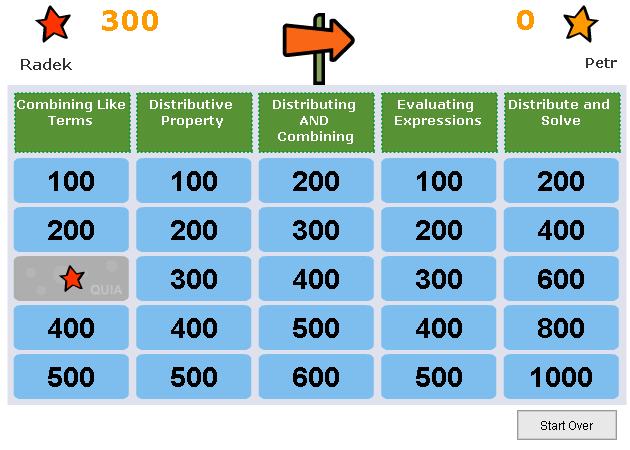 300
0
Radek
Petr
Combining Like
Terms
Distributive
Property
Distributing
AND
Combining
Evaluating
Expressions
Distribute and
Solve
100 100 200 100 200
200 200 300 200 400
QUIA 300 400 300 600
400 400 500 400 800
500 500 600 500 1000
Start Over